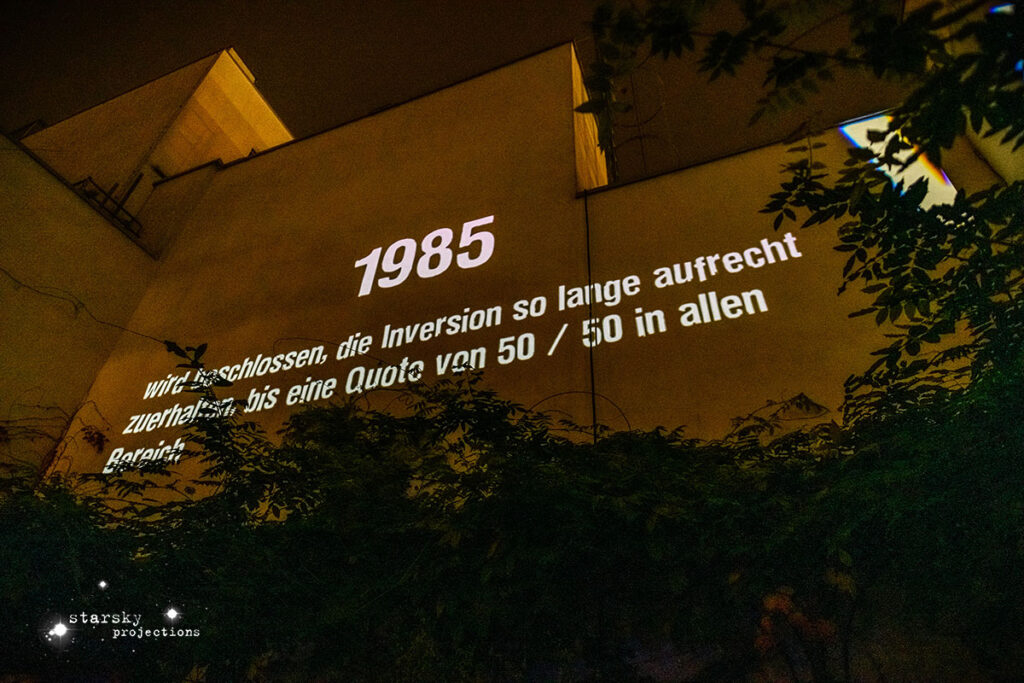 1985
wird beschlossen, die Inversion so lange aufrecht
zuerhalten, bis eine Quote von 50 / 50 in allen
Bereich
starsky
projections